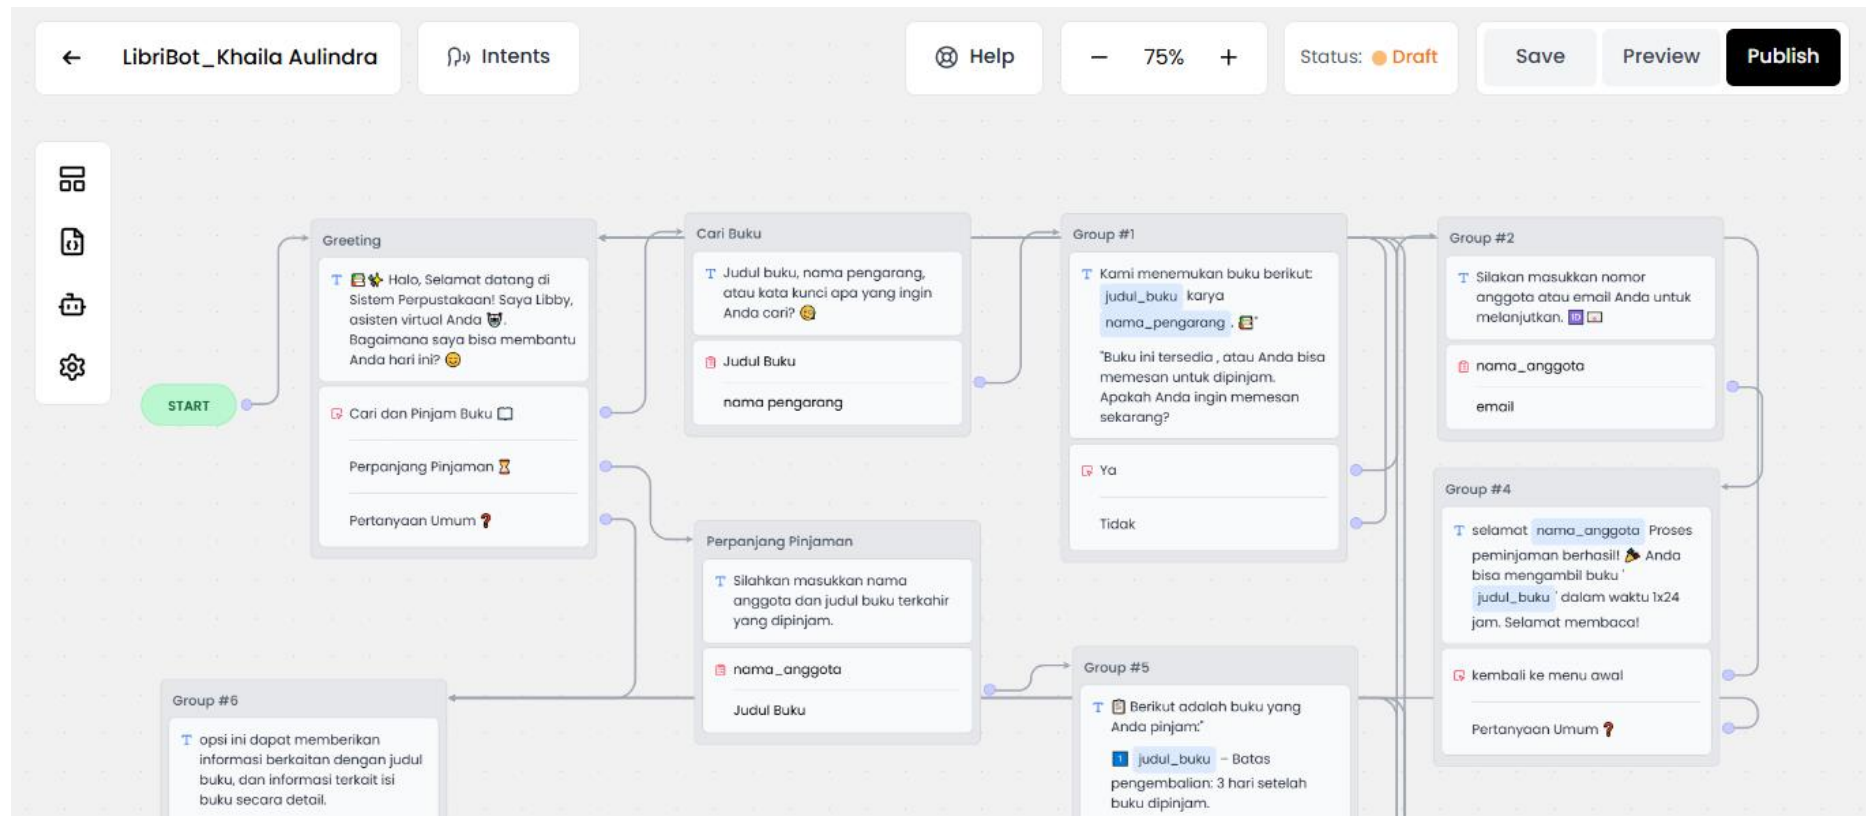 LibriBot_Khaila Aulindra
Intents
Help
75%
Status: Draft
Save
Preview
Publish
START
Greeting
Halo, Selamat datang di
Sistem Perpustakaan! Saya Libby,
asisten virtual Anda
Bagaimana saya bisa membantu
Anda hari ini?
Cari dan Pinjam Buku
Perpanjang Pinjaman
Pertanyaan Umum
Cari Buku
Judul buku, nama pengarang,
atau kata kunci apa yang ingin
Anda cari?
Judul Buku
nama pengarang
Group #1
Kami menemukan buku berikut:
judul_buku karya
nama_pengarang . "
"Buku ini tersedia , atau Anda bisa
memesan untuk dipinjam.
Apakah Anda ingin memesan
sekarang?
Ya
Tidak
Group #2
Silakan masukkan nomor
anggota atau email Anda untuk
melanjutkan.
nama_anggota
email
Group #4
selamat nama_anggota Proses
peminjaman berhasil! Anda
bisa mengambil buku '
judul_buku ' dalam waktu 1x24
jam. Selamat membaca!
kembali ke menu awal
Pertanyaan Umum
Perpanjang Pinjaman
Silahkan masukkan nama
anggota dan judul buku terkahir
yang dipinjam.
nama_anggota
Judul Buku
Group #5
Berikut adalah buku yang
Anda pinjam:"
1 judul_buku – Batas
pengembalian: 3 hari setelah
buku dipinjam.
Group #6
opsi ini dapat memberikan
informasi berkaitan dengan judul
buku, dan informasi terkait isi
buku secara detail.